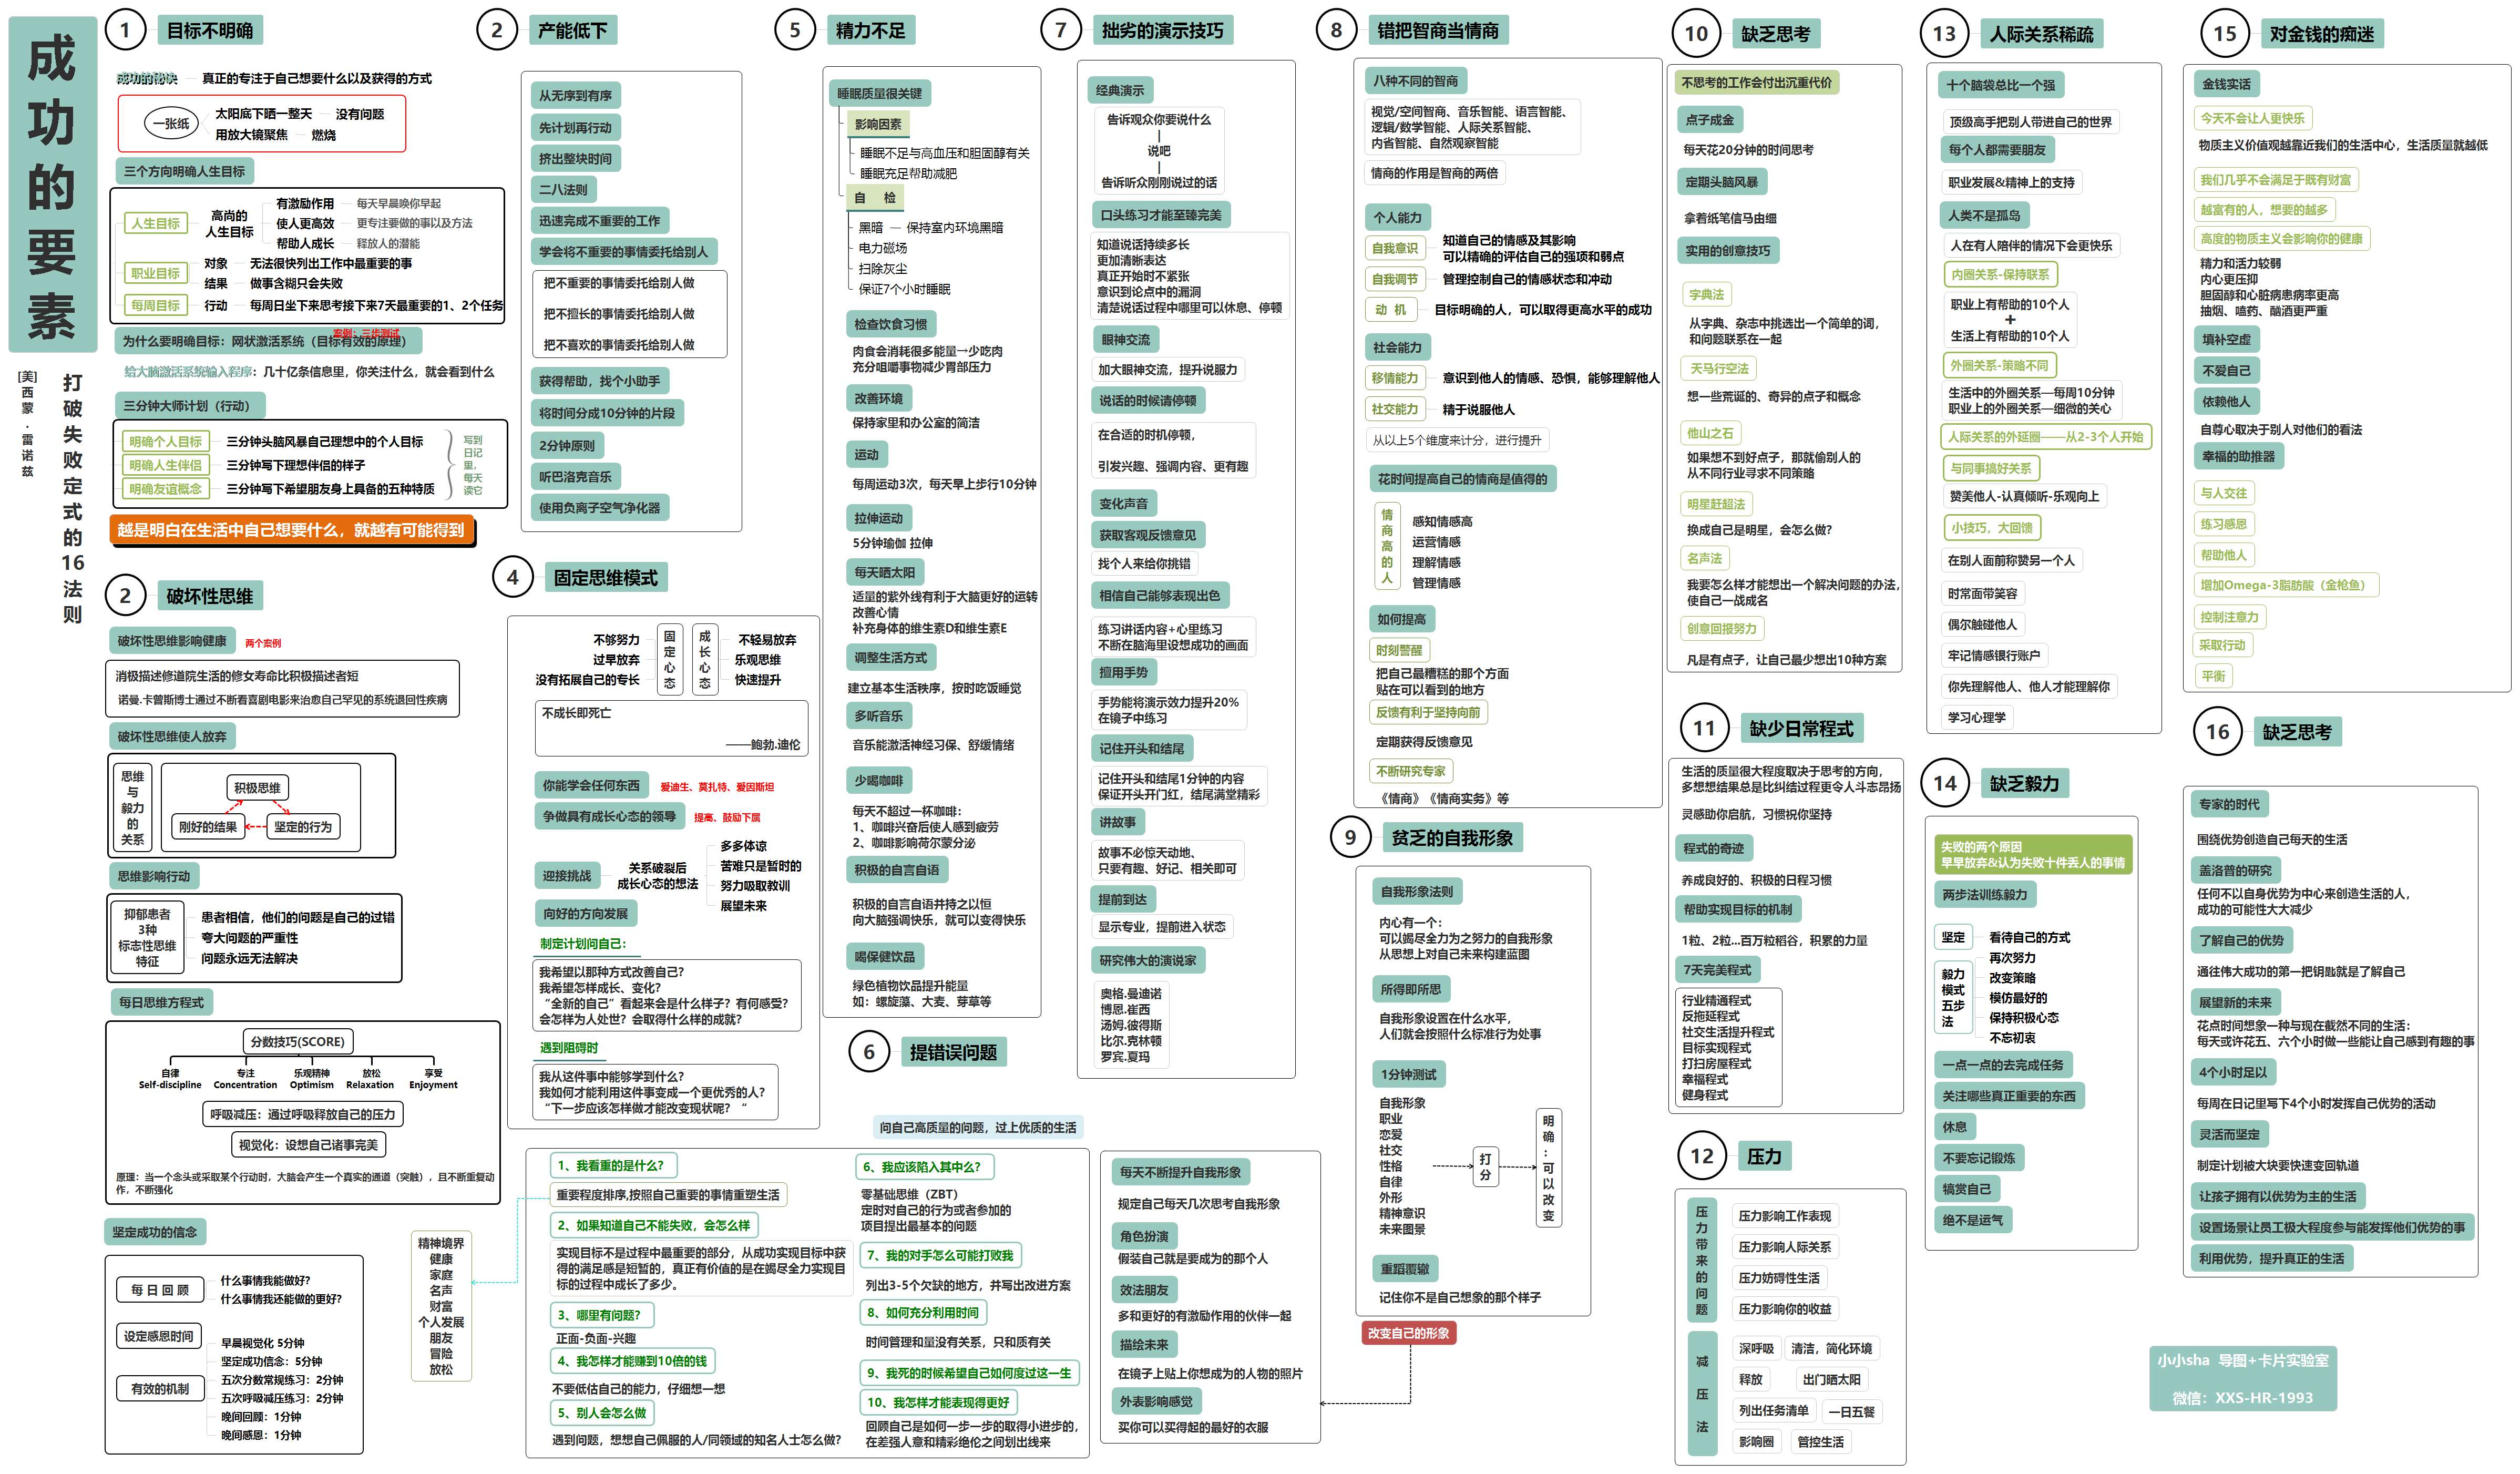 成功的要素
[美]西蒙·雷诺兹
打破失败定式的16法则
1 目标不明确
成功的秘诀 真正的专注于自己想要什么以及获得的方式
一张纸
太阳底下晒一整天 没有问题
用放大镜聚焦 燃烧
三个方向明确人生目标
人生目标
高尚的
人生目标
有激励作用 每天早晨唤你早起
使人更高效 更专注要做的事以及方法
帮助人成长 释放人的潜能
职业目标
对象 无法很快列出工作中最重要的事
结果 做事含糊只会失败
每周目标 行动 每周日坐下来思考接下来7天最重要的1、2个任务
案例：三步测试
为什么要明确目标：网状激活系统（目标有效的原理）
给大脑激活系统输入程序：几十亿条信息里，你关注什么，就会看到什么
三分钟大师计划（行动）
明确个人目标 三分钟头脑风暴自己理想中的个人目标
明确人生伴侣 三分钟写下理想伴侣的样子
明确友谊概念 三分钟写下希望朋友身上具备的五种特质
写到
日记
里，
每天
读它
越是明白在生活中自己想要什么，就越有可能得到
2 破坏性思维
破坏性思维影响健康 两个案例
消极描述修道院生活的修女寿命比积极描述者短
诺曼.卡曾斯博士通过不断看喜剧电影来治愈自己罕见的系统退回性疾病
破坏性思维使人放弃
思维
与
毅力
的
关系
积极思维
刚好的结果 坚定的行为
思维影响行动
抑郁患者
3种
标志性思维
特征
患者相信，他们的问题是自己的过错
夸大问题的严重性
问题永远无法解决
每日思维方程式
分数技巧(SCORE)
自律 专注 乐观精神 放松 享受
Self-discipline Concentration Optimism Relaxation Enjoyment
呼吸减压：通过呼吸释放自己的压力
视觉化：设想自己诸事完美
原理：当一个念头或采取某个行动时，大脑会产生一个真实的通道（突触），且不断重复动
作，不断强化
坚定成功的信念
每日回顾
什么事情我能做好？
什么事情我还能做的更好？
设定感恩时间
有效的机制
早晨视觉化 5分钟
坚定成功信念：5分钟
五次分数常规练习：2分钟
五次呼吸减压练习：2分钟
晚间回顾：1分钟
晚间感恩：1分钟
精神境界
健康
家庭
名声
财富
个人发展
朋友
冒险
放松
2 产能低下
从无序到有序
先计划再行动
挤出整块时间
二八法则
迅速完成不重要的工作
学会将不重要的事情委托给别人
把不重要的事情委托给别人做
把不擅长的事情委托给别人做
把不喜欢的事情委托给别人做
获得帮助，找个小助手
将时间分成10分钟的片段
2分钟原则
听巴洛克音乐
使用负离子空气净化器
4 固定思维模式
不够努力
过早放弃
没有拓展自己的专长
固定心态
成长心态
不轻易放弃
乐观思维
快速提升
不成长即死亡
——鲍勃.迪伦
你能学会任何东西 爱迪生、莫扎特、爱因斯坦
争做具有成长心态的领导 提高、鼓励下属
迎接挑战
关系破裂后
成长心态的想法
多多体谅
苦难只是暂时的
努力吸取教训
展望未来
向好的方向发展
制定计划问自己：
我希望以那种方式改善自己？
我希望怎样成长、变化？
“全新的自己”看起来会是什么样子？有何感受？
会怎样为人处世？会取得什么样的成就？
遇到阻碍时
我从这件事中能够学到什么？
我如何才能利用这件事变成一个更优秀的人？
“下一步应该怎样做才能改变现状呢？“
5 精力不足
睡眠质量很关键
影响因素
睡眠不足与高血压和胆固醇有关
睡眠充足帮助减肥
自 检
黑暗 — 保持室内环境黑暗
电力磁场
扫除灰尘
保证7个小时睡眠
检查饮食习惯
肉食会消耗很多能量→少吃肉
充分咀嚼事物减少胃部压力
改善环境
保持家里和办公室的简洁
运动
每周运动3次，每天早上步行10分钟
拉伸运动
5分钟瑜伽 拉伸
每天晒太阳
适量的紫外线有利于大脑更好的运转
改善心情
补充身体的维生素D和维生素E
调整生活方式
建立基本生活秩序，按时吃饭睡觉
多听音乐
音乐能激活神经习保、舒缓情绪
少喝咖啡
每天不超过一杯咖啡：
1、咖啡兴奋后使人感到疲劳
2、咖啡影响荷尔蒙分泌
积极的自言自语
积极的自言自语并持之以恒
向大脑强调快乐，就可以变得快乐
喝保健饮品
绿色植物饮品提升能量
如：螺旋藻、大麦、芽草等
6 提错误问题
问自己高质量的问题，过上优质的生活
1、我看重的是什么？
重要程度排序,按照自己重要的事情重塑生活
2、如果知道自己不能失败，会怎么样
实现目标不是过程中最重要的部分，从成功实现目标中获
得的满足感是短暂的，真正有价值的是在竭尽全力实现目
标的过程中成长了多少。
3、哪里有问题？
正面-负面-兴趣
4、我怎样才能赚到10倍的钱
不要低估自己的能力，仔细想一想
5、别人会怎么做
遇到问题，想想自己佩服的人/同领域的知名人士怎么做？
6、我应该陷入其中么？
零基础思维（ZBT）
定时对自己的行为或者参加的
项目提出最基本的问题
7、我的对手怎么可能打败我
列出3-5个欠缺的地方，并写出改进方案
8、如何充分利用时间
时间管理和量没有关系，只和质有关
9、我死的时候希望自己如何度过这一生
10、我怎样才能表现得更好
回顾自己是如何一步一步的取得小进步的，
在差强人意和精彩绝伦之间划出线来
7 拙劣的演示技巧
经典演示
告诉观众你要说什么
|
说吧
|
告诉听众刚刚说过的话
口头练习才能至臻完美
知道说话持续多长
更加清晰表达
真正开始时不紧张
意识到论点中的漏洞
清楚说话过程中哪里可以休息、停顿
眼神交流
加大眼神交流，提升说服力
说话的时候请停顿
在合适的时机停顿，
引发兴趣、强调内容、更有趣
变化声音
获取客观反馈意见
找个人来给你挑错
相信自己能够表现出色
练习讲话内容+心里练习
不断在脑海里设想成功的画面
擅用手势
手势能将演示效力提升20%
在镜子中练习
记住开头和结尾
记住开头和结尾1分钟的内容
保证开头开门红，结尾满堂精彩
讲故事
故事不必惊天动地、
只要有趣、好记、相关即可
提前到达
显示专业，提前进入状态
研究伟大的演说家
奥格.曼迪诺
博恩.崔西
汤姆.彼得斯
比尔.克林顿
罗宾.夏玛
8 错把智商当情商
八种不同的智商
视觉/空间智商、音乐智能、语言智能、
逻辑/数学智能、人际关系智能、
内省智能、自然观察智能
情商的作用是智商的两倍
个人能力
自我意识
知道自己的情感及其影响
可以精确的评估自己的强项和弱点
自我调节 管理控制自己的情感状态和冲动
动 机 目标明确的人，可以取得更高水平的成功
社会能力
移情能力 意识到他人的情感、恐惧，能够理解他人
社交能力 精于说服他人
从以上5个维度来计分，进行提升
花时间提高自己的情商是值得的
情商高的人
感知情感高
运营情感
理解情感
管理情感
如何提高
时刻警醒
把自己最糟糕的那个方面
贴在可以看到的地方
反馈有利于坚持向前
定期获得反馈意见
不断研究专家
《情商》《情商实务》等
9 贫乏的自我形象
自我形象法则
内心有一个：
可以竭尽全力为之努力的自我形象
从思想上对自己未来构建蓝图
所得即所思
自我形象设置在什么水平，
人们就会按照什么标准行为处事
1分钟测试
自我形象
职业
恋爱
社交
性格
自律
外形
精神意识
未来图景
打分
明确：可以改变
重蹈覆辙
记住你不是自己想象的那个样子
改变自己的形象
每天不断提升自我形象
规定自己每天几次思考自我形象
角色扮演
假装自己就是要成为的那个人
效法朋友
多和更好的有激励作用的伙伴一起
描绘未来
在镜子上贴上你想成为的人物的照片
外表影响感觉
买你可以买得起的最好的衣服
10 缺乏思考
不思考的工作会付出沉重代价
点子成金
每天花20分钟的时间思考
定期头脑风暴
拿着纸笔信马由缰
实用的创意技巧
字典法
从字典、杂志中挑选出一个简单的词，
和问题联系在一起
天马行空法
想一些荒诞的、奇异的点子和概念
他山之石
如果想不到好点子，那就偷别人的
从不同行业寻求不同策略
明星赶超法
换成自己是明星，会怎么做？
名声法
我要怎么样才能想出一个解决问题的办法，
使自己一战成名
创意回报努力
凡是有点子，让自己最少想出10种方案
11 缺少日常程式
生活的质量很大程度取决于思考的方向，
多想想结果总是比纠结过程更令人斗志昂扬
灵感助你启航，习惯祝你坚持
程式的奇迹
养成良好的、积极的日程习惯
帮助实现目标的机制
1粒、2粒...百万粒稻谷，积累的力量
7天完美程式
行业精通程式
反拖延程式
社交生活提升程式
目标实现程式
打扫房屋程式
幸福程式
健身程式
12 压力
压力带来的问题
压力影响工作表现
压力影响人际关系
压力妨碍性生活
压力影响你的收益
减压法
深呼吸 清洁，简化环境
释放 出门晒太阳
列出任务清单 一日五餐
影响圈 管控生活
13 人际关系稀疏
十个脑袋总比一个强
顶级高手把别人带进自己的世界
每个人都需要朋友
职业发展&精神上的支持
人类不是孤岛
人在有人陪伴的情况下会更快乐
内圈关系-保持联系
职业上有帮助的10个人
+
生活上有帮助的10个人
外圈关系-策略不同
生活中的外圈关系—每周10分钟
职业上的外圈关系—细微的关心
人际关系的外延圈——从2-3个人开始
与同事搞好关系
赞美他人-认真倾听-乐观向上
小技巧，大回馈
在别人面前称赞另一个人
时常面带笑容
偶尔触碰他人
牢记情感银行账户
你先理解他人、他人才能理解你
学习心理学
14 缺乏毅力
失败的两个原因
早早放弃&认为失败十件丢人的事情
两步法训练毅力
坚定 看待自己的方式
毅力
模式
五步
法
再次努力
改变策略
模仿最好的
保持积极心态
不忘初衷
一点一点的去完成任务
关注哪些真正重要的东西
休息
不要忘记锻炼
犒赏自己
绝不是运气
15 对金钱的痴迷
金钱实话
今天不会让人更快乐
物质主义价值观越靠近我们的生活中心，生活质量就越低
我们几乎不会满足于既有财富
越富有的人，想要的越多
高度的物质主义会影响你的健康
精力和活力较弱
内心更压抑
胆固醇和心脏病患病率更高
抽烟、嗑药、酗酒更严重
填补空虚
不爱自己
依赖他人
自尊心取决于别人对他们的看法
幸福的助推器
与人交往
练习感恩
帮助他人
增加Omega-3脂肪酸（金枪鱼）
控制注意力
采取行动
平衡
16 缺乏思考
专家的时代
围绕优势创造自己每天的生活
盖洛普的研究
任何不以自身优势为中心来创造生活的人，
成功的可能性大大减少
了解自己的优势
通往伟大成功的第一把钥匙就是了解自己
展望新的未来
花点时间想象一种与现在截然不同的生活：
每天或许花五、六个小时做一些能让自己感到有趣的事
4个小时足以
每周在日记里写下4个小时发挥自己优势的活动
灵活而坚定
制定计划被大块要快速变回轨道
让孩子拥有以优势为主的生活
设置场景让员工极大程度参与能发挥他们优势的事
利用优势，提升真正的生活
小小sha 导图+卡片实验室
微信：XXS-HR-1993